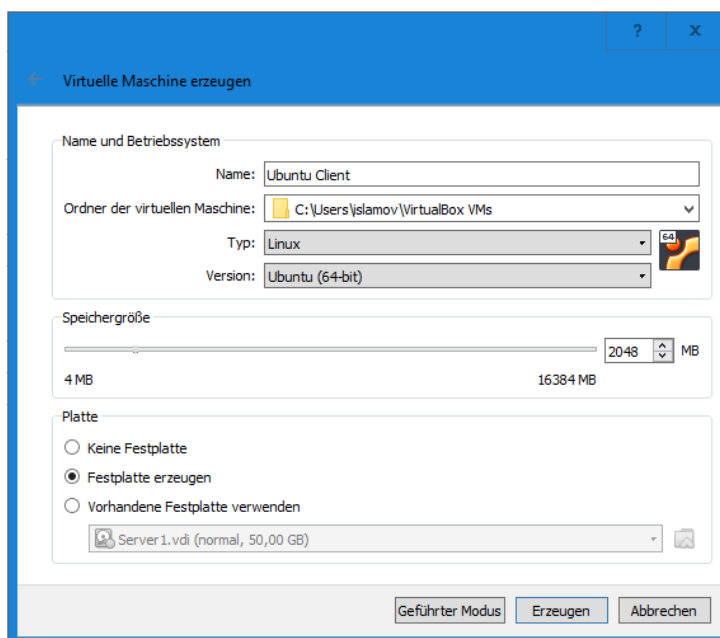 ? x
Virtuelle Maschine erzeugen
Name und Betriebssystem
Name: Ubuntu Client
Ordner der virtuellen Maschine: C:\Users\islamov\VirtualBox VMs
Typ: Linux
64
Version: Ubuntu (64-bit)
Speichergröße
2048 MB
4 MB 16384 MB
Platte
Keine Festplatte
Festplatte erzeugen
Vorhandene Festplatte verwenden
Server1.vdi (normal, 50,00 GB)
Geführter Modus Erzeugen Abbrechen